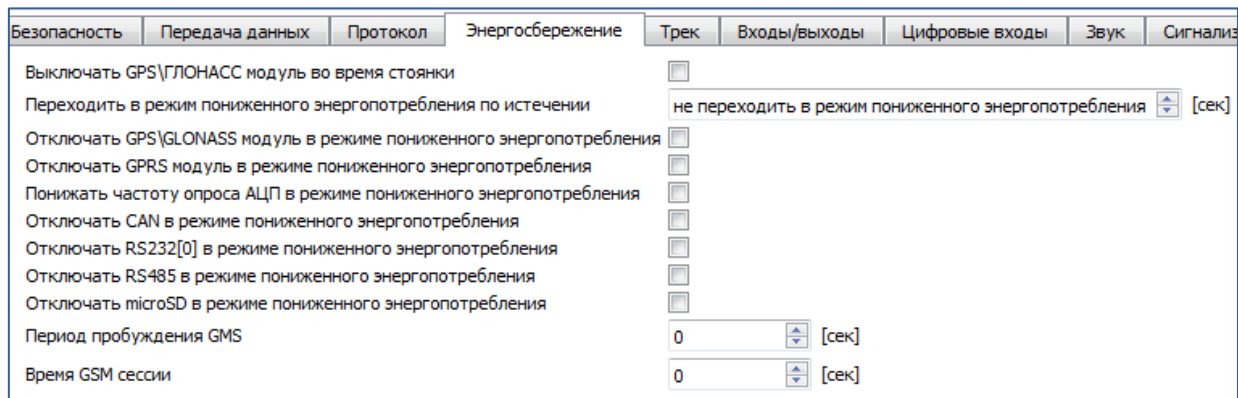 Безопасность Передача данных Протокол Энергосбережение Трек Входы/выходы Цифровые входы Звук Сигнализ
Выключать GPS\ГЛОНАСС модуль во время стоянки
Переходить в режим пониженного энергопотребления по истечении не переходить в режим пониженного энергопотребления [сек]
Отключать GPS\GLONASS модуль в режиме пониженного энергопотребления
Отключать GPRS модуль в режиме пониженного энергопотребления
Понижать частоту опроса АЦП в режиме пониженного энергопотребления
Отключать CAN в режиме пониженного энергопотребления
Отключать RS232[0] в режиме пониженного энергопотребления
Отключать RS485 в режиме пониженного энергопотребления
Отключать microSD в режиме пониженного энергопотребления
Период пробуждения GMS 0 [сек]
Время GSM сессии 0 [сек]